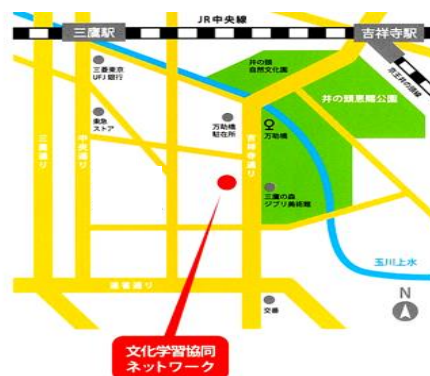 JR中央線
三鷹駅
吉祥寺駅
京王井の頭線
三菱東京
UFJ銀行
井の頭
自然文化園
井の頭恩賜公園
東急
ストア
万助橋
駐在所
万助橋
三鷹通り
中央通り
吉祥寺通り
三鷹の森
ジブリ美術館
玉川上水
連雀通り
交番
N
文化学習協同
ネットワーク